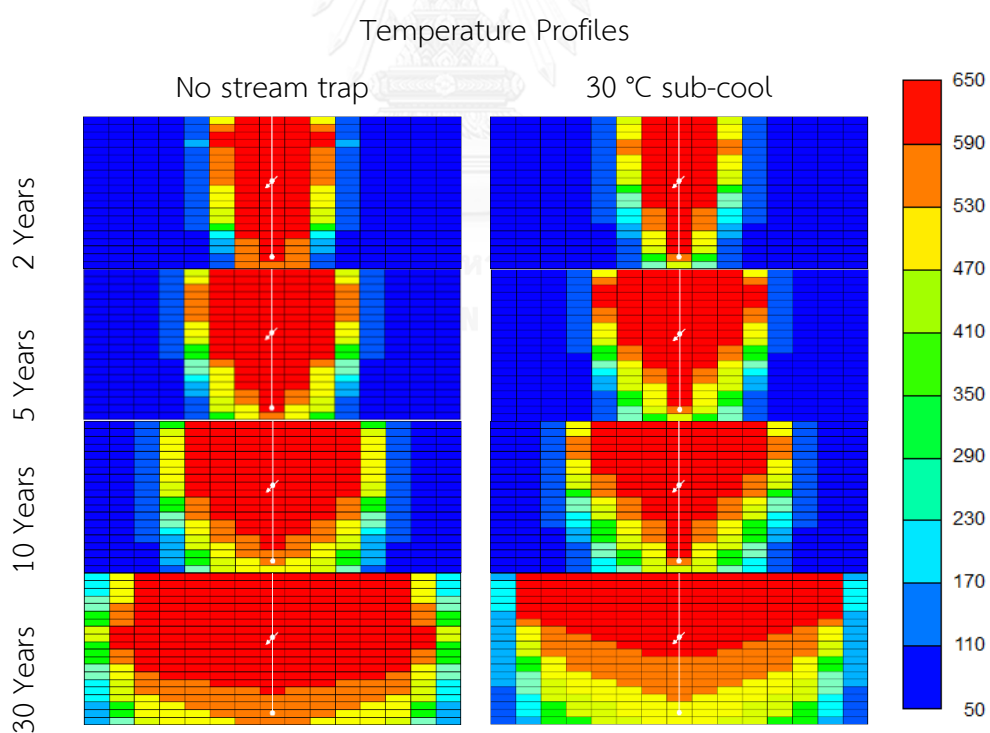 Temperature Profiles
No stream trap
30 °C sub-cool
2 Years
5 Years
10 Years
30 Years
650
590
530
470
410
350
290
230
170
110
50